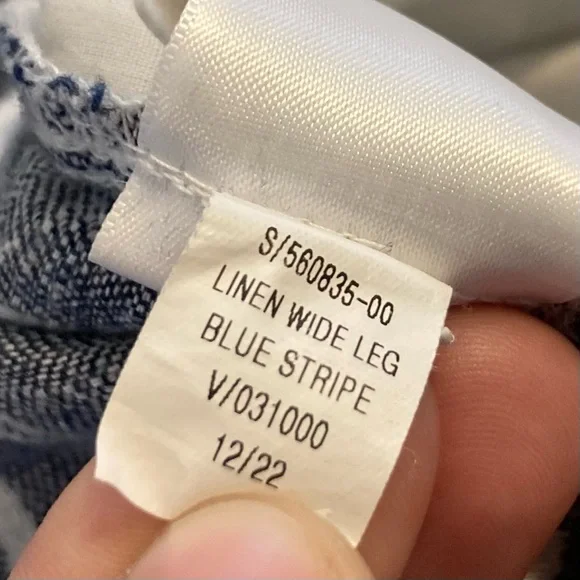 S/560835-00
LINEN WIDE LEG
BLUE STRIPE
V/031000
12/22